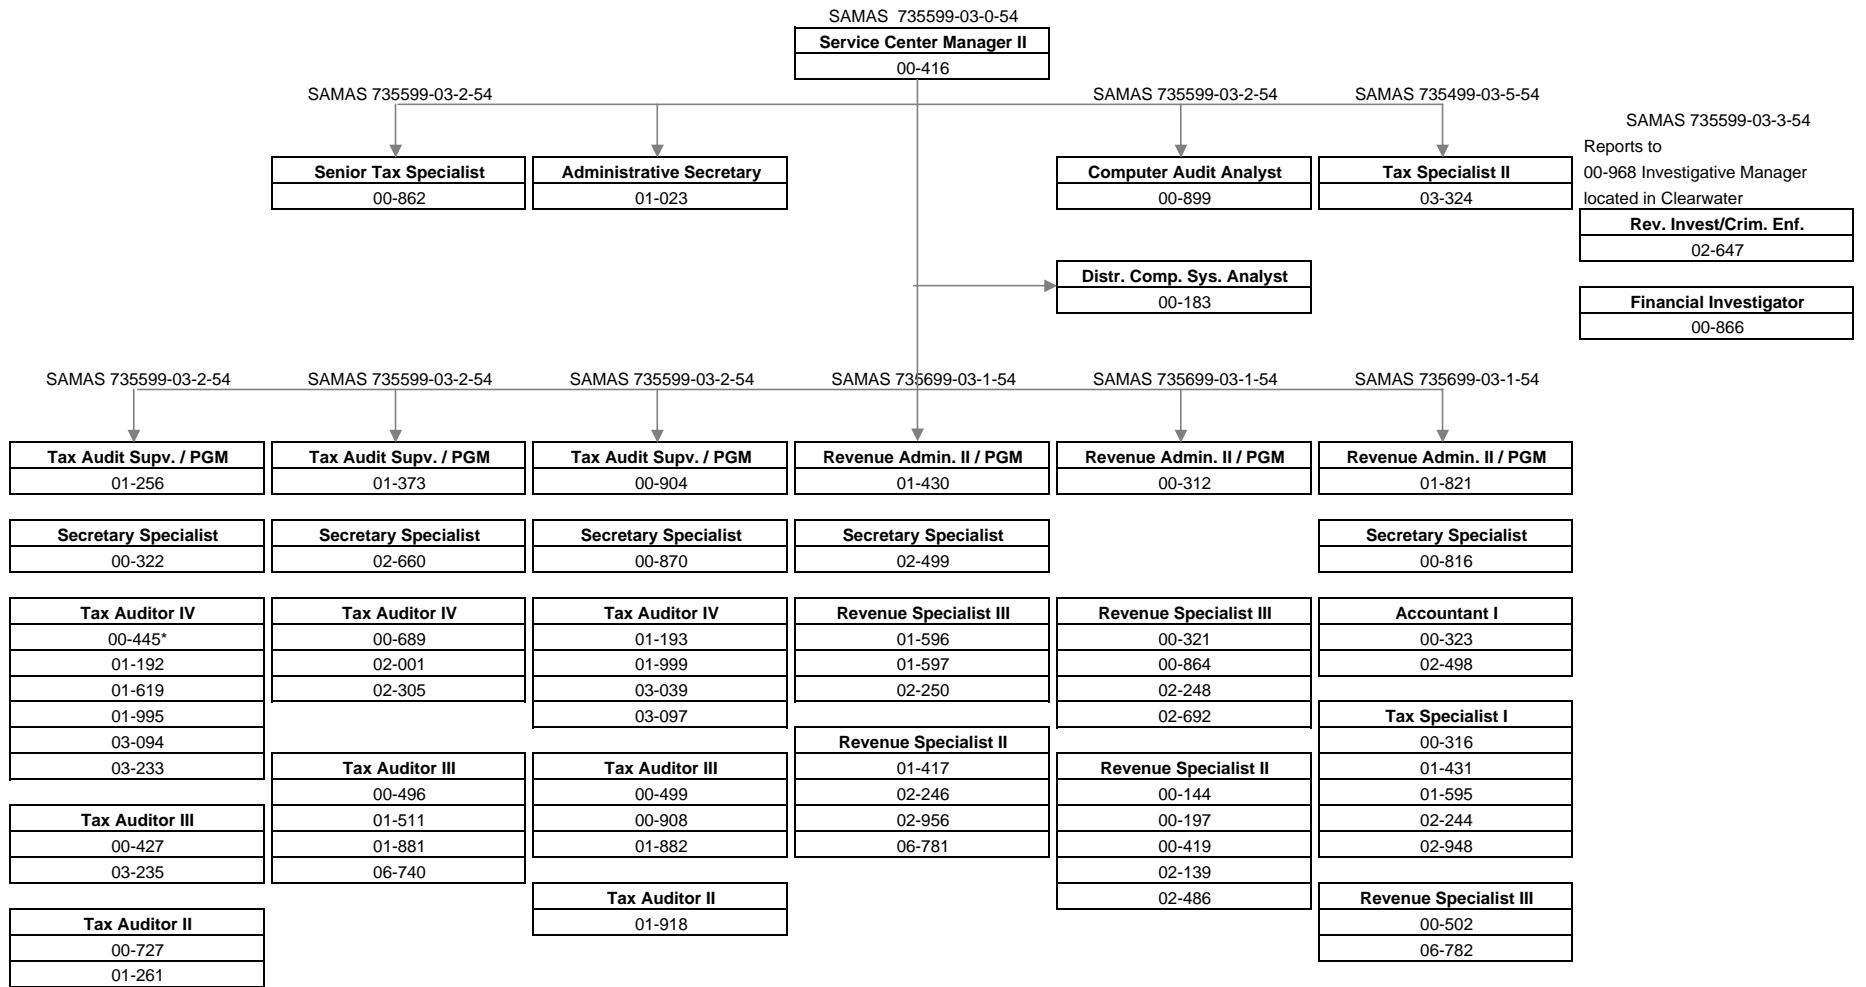 SAMAS 735599-03-0-54
Service Center Manager II
00-416
SAMAS 735599-03-2-54
SAMAS 735599-03-2-54
SAMAS 735499-03-5-54
SAMAS 735599-03-3-54
Reports to
00-968 Investigative Manager
located in Clearwater
Senior Tax Specialist
00-862
Administrative Secretary
01-023
Computer Audit Analyst
00-899
Tax Specialist II
03-324
Rev. Invest/Crim. Enf.
02-647
Distr. Comp. Sys. Analyst
00-183
Financial Investigator
00-866
SAMAS 735599-03-2-54
SAMAS 735599-03-2-54
SAMAS 735599-03-2-54
SAMAS 735699-03-1-54
SAMAS 735699-03-1-54
SAMAS 735699-03-1-54
Tax Audit Supv. / PGM
01-256
Secretary Specialist
00-322
Tax Auditor IV
00-445*
01-192
01-619
01-995
03-094
03-233
Tax Auditor III
00-427
03-235
Tax Auditor II
00-727
01-261
Tax Audit Supv. / PGM
01-373
Secretary Specialist
02-660
Tax Auditor IV
00-689
02-001
02-305
Tax Auditor III
00-496
01-511
01-881
06-740
Tax Audit Supv. / PGM
00-904
Secretary Specialist
00-870
Tax Auditor IV
01-193
01-999
03-039
03-097
Tax Auditor III
00-499
00-908
01-882
Tax Auditor II
01-918
Revenue Admin. II / PGM
01-430
Secretary Specialist
02-499
Revenue Specialist III
01-596
01-597
02-250
Revenue Specialist II
01-417
02-246
02-956
06-781
Revenue Admin. II / PGM
00-312
Revenue Specialist III
00-321
00-864
02-248
02-692
Revenue Specialist II
00-144
00-197
00-419
02-139
02-486
Revenue Admin. II / PGM
01-821
Secretary Specialist
00-816
Accountant I
00-323
02-498
Tax Specialist I
00-316
01-431
01-595
02-244
02-948
Revenue Specialist III
00-502
06-782